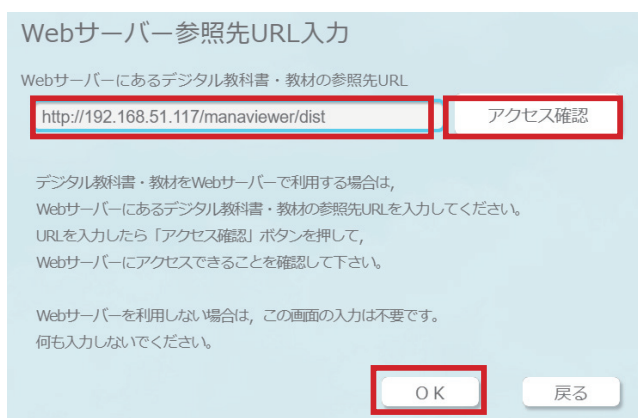 Webサーバー参照先URL入力
Webサーバーにあるデジタル教科書・教材の参照先URL
http://192.168.51.117/manaviewer/dist アクセス確認
デジタル教科書・教材をWebサーバーで利用する場合は,
Webサーバーにあるデジタル教科書・教材の参照先URLを入力してください。
URLを入力したら「アクセス確認」ボタンを押して,
Webサーバーにアクセスできることを確認して下さい。
Webサーバーを利用しない場合は, この画面の入力は不要です。
何も入力しないでください。
OK 戻る